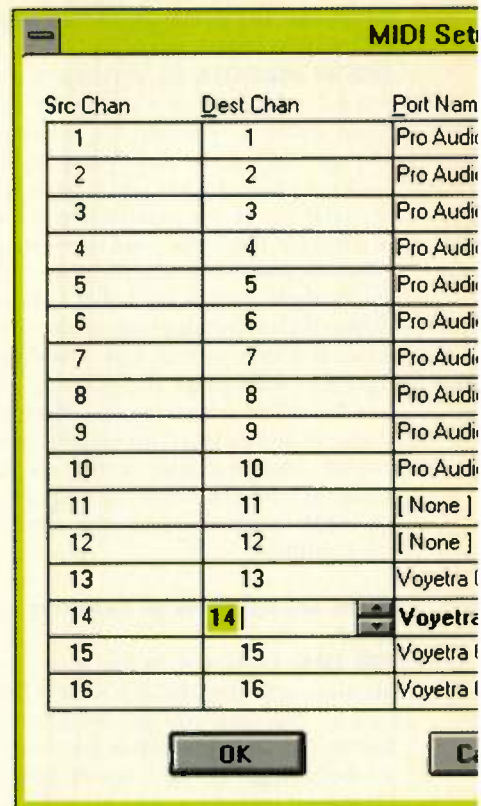 MIDI Set
Src Chan Dest Chan Port Nam
1 1 Pro Audi
2 2 Pro Audi
3 3 Pro Audi
4 4 Pro Audi
5 5 Pro Audi
6 6 Pro Audi
7 7 Pro Audi
8 8 Pro Audi
9 9 Pro Audi
10 10 Pro Audi
11 11 [ None ]
12 12 [ None ]
13 13 Voyetra
14 14 Voyetra
15 15 Voyetra
16 16 Voyetra
OK Ca